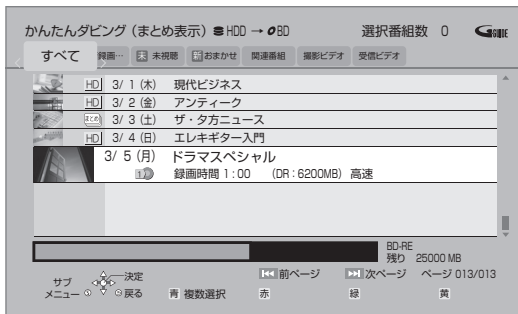 かんたんダビング (まとめ表示) HDD → BD 選択番組数 0 GGUIDE
すべて 録画… 未 未視聴 新おまかせ 関連番組 撮影ビデオ 受信ビデオ
HD 3/ 1 (木) 現代ビジネス
HD 3/ 2 (金) アンティーク
まとめ 3/ 3 (土) ザ・夕方ニュース
HD 3/ 4 (日) エレキギター入門
3/ 5 (月) ドラマスペシャル
録画時間 1:00 (DR:6200MB) 高速
BD-RE
残り 25000 MB
前ページ 次ページ ページ 013/013
サブメニュー S 決定
戻る 青 複数選択 赤 緑 黄